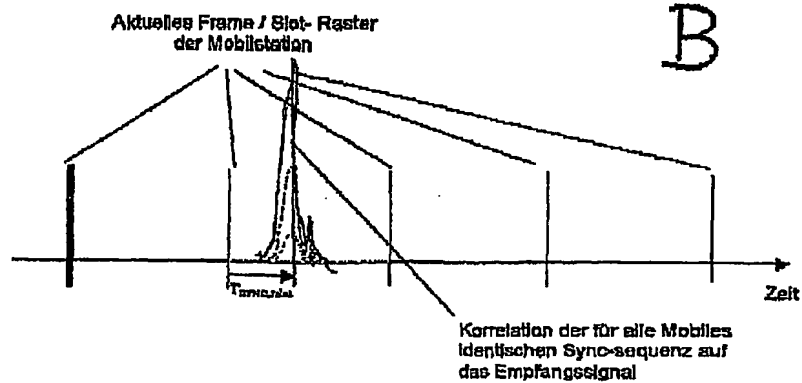 Aktuelles Frame / Slot- Raster
der Mobilstation
B
Zeit
Korrelation der für alle Mobiles
identischen Sync-sequenz auf
das Empfangssignal